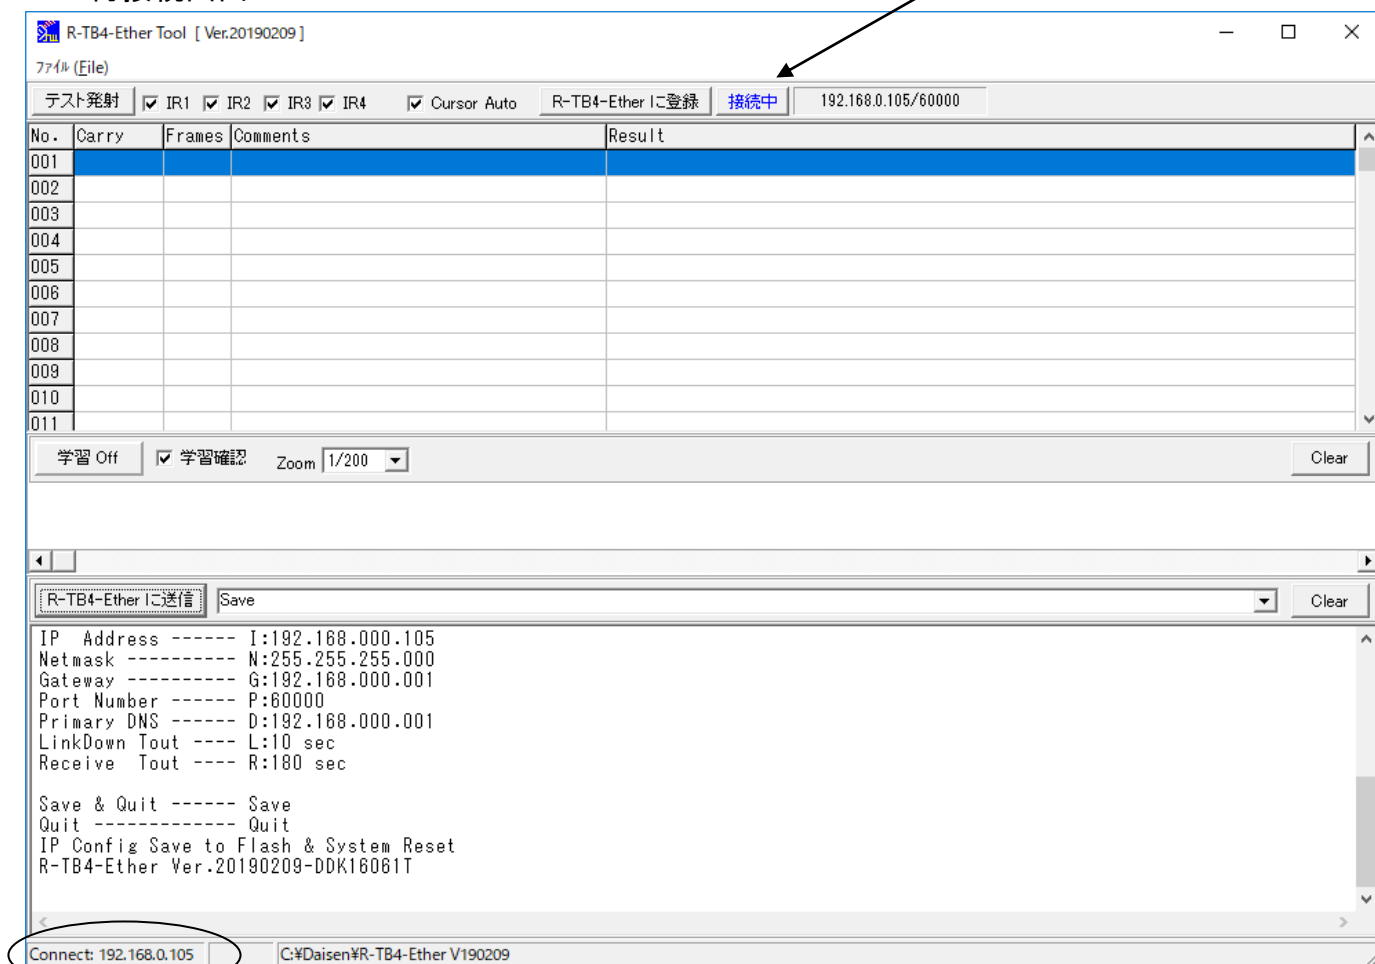 R-TB4-Ether Tool [ Ver.20190209 ]
ﾌｧｲﾙ (File)
テスト発射 IR1 IR2 IR3 IR4 Cursor Auto R-TB4-Ether に登録 接続中 192.168.0.105/60000
No. Carry Frames Comments Result
001
002
003
004
005
006
007
008
009
010
011
学習 Off 学習確認 Zoom 1/200 Clear
R-TB4-Ether に送信 Save Clear
IP Address ------ I:192.168.000.105
Netmask ---------- N:255.255.255.000
Gateway ---------- G:192.168.000.001
Port Number ------ P:60000
Primary DNS ------ D:192.168.000.001
LinkDown Tout ---- L:10 sec
Receive Tout ---- R:180 sec
Save & Quit ------ Save
Quit ------------- Quit
IP Config Save to Flash & System Reset
R-TB4-Ether Ver.20190209-DDK16061T
Connect: 192.168.0.105 C:¥Daisen¥R-TB4-Ether V190209